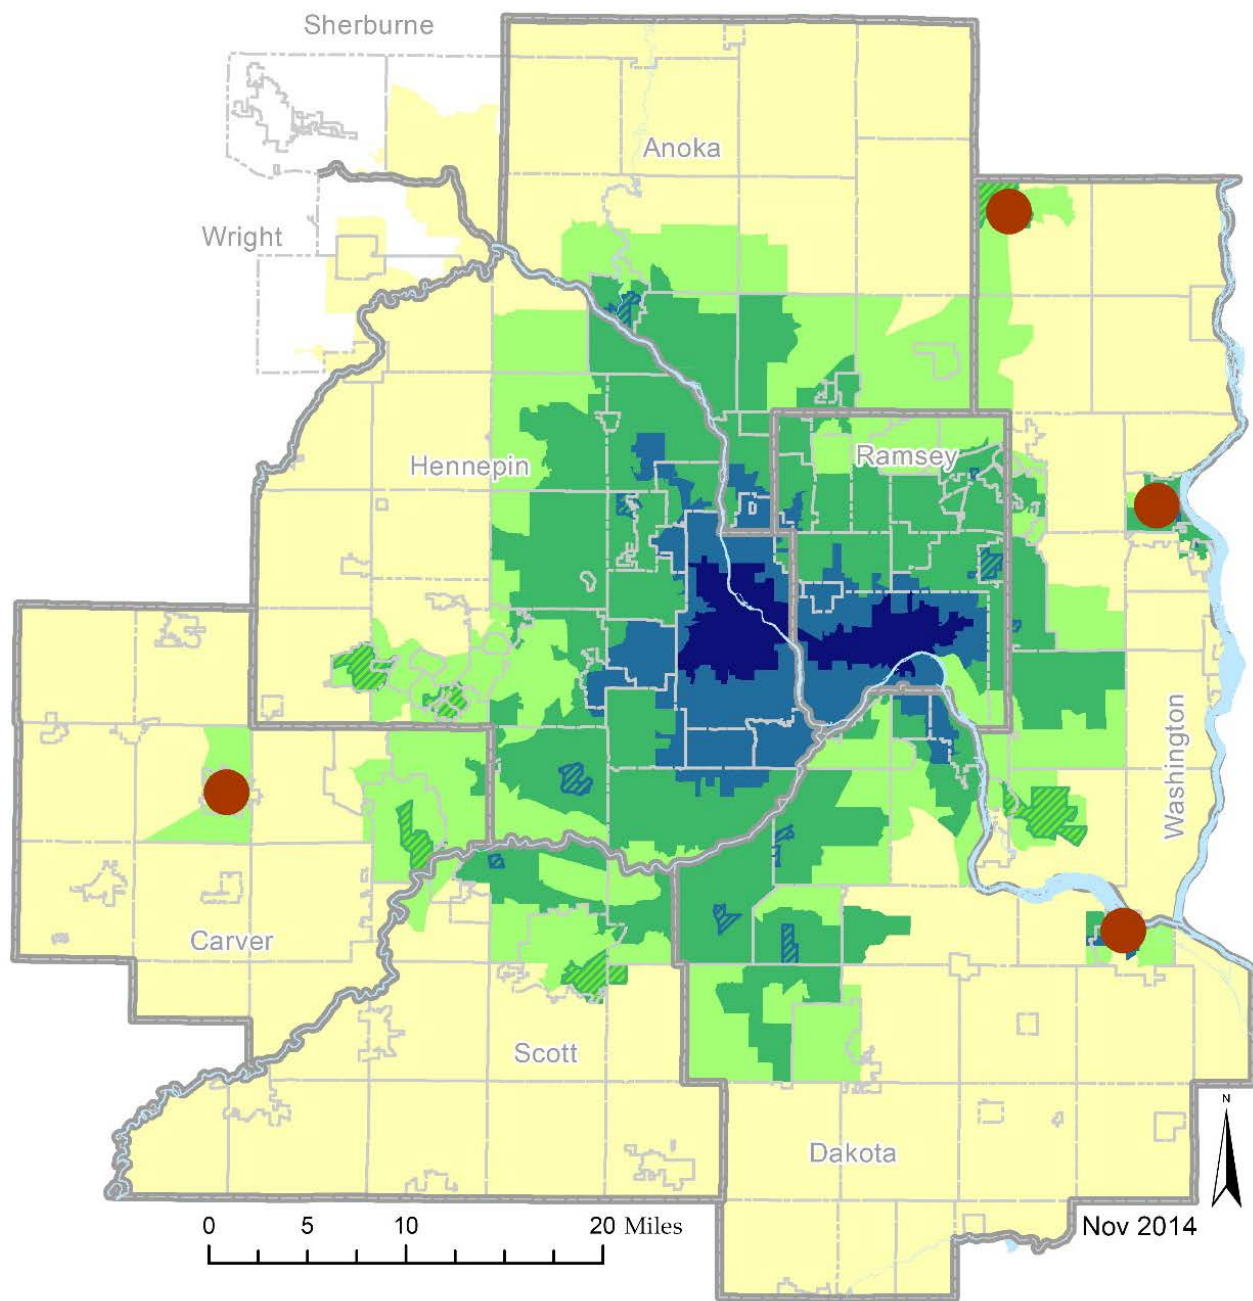 Sherburne
Anoka
Wright
Ramsey
Hennepin
Washington
Carver
Scott
N
Dakota
0 5 10 20 Miles
Nov 2014